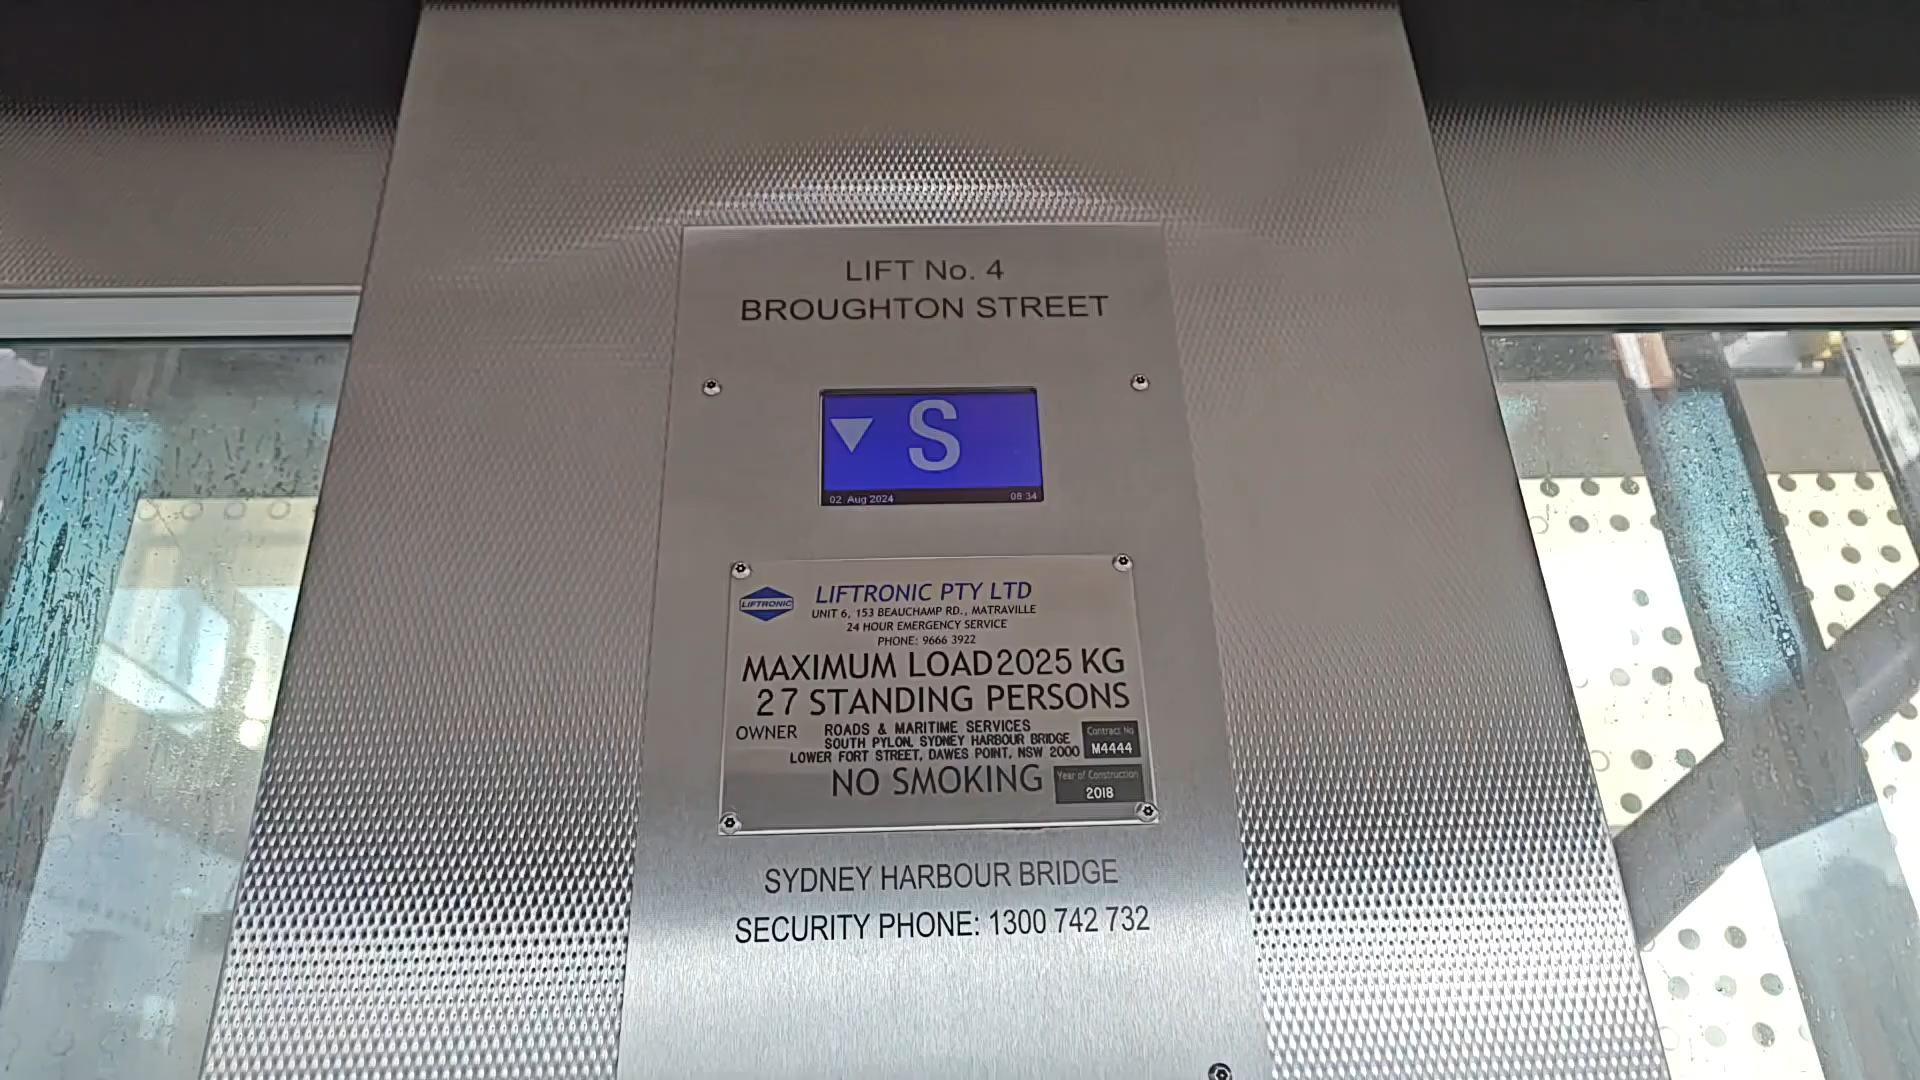 LIFT No. 4
BROUGHTON STREET
S
02. Aug 2024 08:34
LIFTRONIC
LIFTRONIC PTY LTD
UNIT 6, 153 BEAUCHAMP RD., MATRAVILLE
24 HOUR EMERGENCY SERVICE
PHONE: 9666 3922
MAXIMUM LOAD 2025 KG
27 STANDING PERSONS
OWNER ROADS & MARITIME SERVICES
SOUTH PYLON, SYDNEY HARBOUR BRIDGE
LOWER FORT STREET, DAWES POINT, NSW 2000
Contract No
M4444
NO SMOKING
Year of Construction
2018
SYDNEY HARBOUR BRIDGE
SECURITY PHONE: 1300 742 732